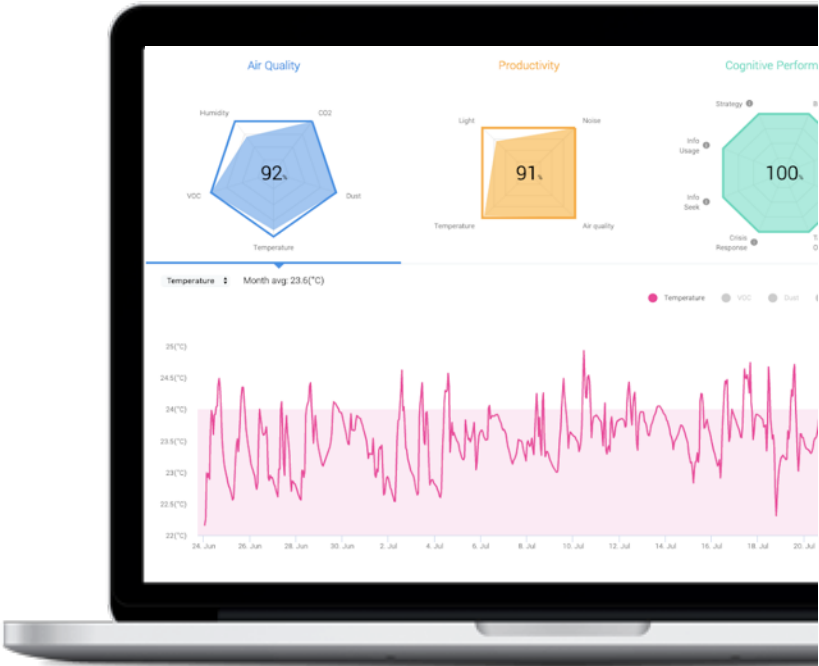 Air Quality
Productivity
Cognitive Perform
Humidity
CO2
VOC
Dust
Temperature
92%
Light
Noise
Temperature
Air quality
91%
Strategy
Info
Usage
Info
Seek
Crisis
Response
100%
Temperature
Month avg: 23.6(°C)
Temperature
VOC
Dust
25(°C)
24.5(°C)
24(°C)
23.5(°C)
23(°C)
22.5(°C)
22(°C)
24. Jun
26. Jun
28. Jun
30. Jun
2. Jul
4. Jul
6. Jul
8. Jul
10. Jul
12. Jul
14. Jul
16. Jul
18. Jul
20. Jul